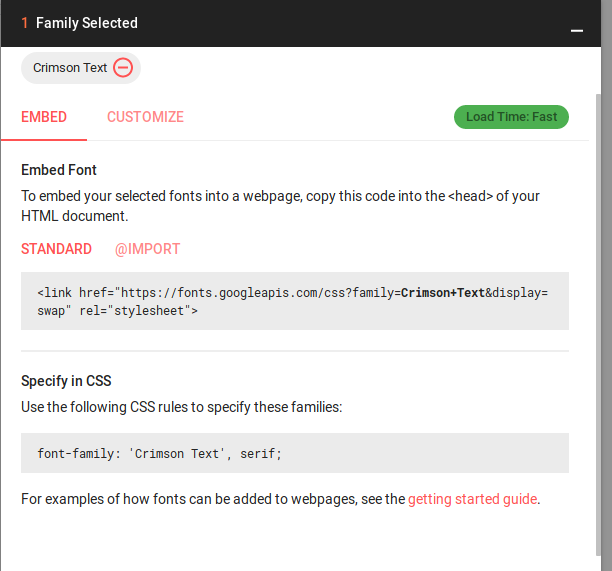 1 Family Selected
Crimson Text
EMBED CUSTOMIZE Load Time: Fast
Embed Font
To embed your selected fonts into a webpage, copy this code into the <head> of your
HTML document.
STANDARD @IMPORT
<link href="https://fonts.googleapis.com/css?family=Crimson+Text&display=
swap" rel="stylesheet">
Specify in CSS
Use the following CSS rules to specify these families:
font-family: 'Crimson Text', serif;
For examples of how fonts can be added to webpages, see the getting started guide.